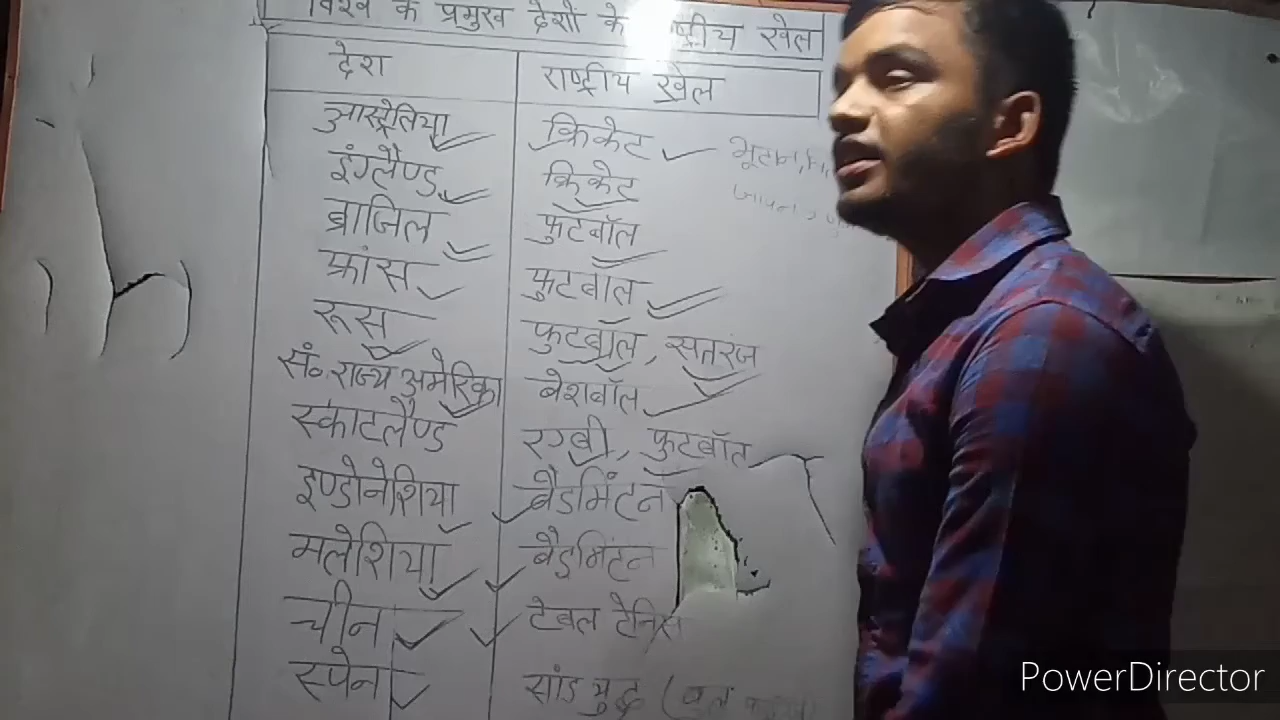 विश्व के प्रमुख देशों के राष्ट्रीय खेल
देश राष्ट्रीय खेल
आस्ट्रेलिया क्रिकेट भूटान,
इंग्लैण्ड क्रिकेट जापान
ब्राजिल फुटबॉल
फ्रांस फुटबॉल
रूस फुटबॉल, सतरंज
सं० राज्य अमेरिका बेशबॉल
स्काटलैण्ड रग्बी, फुटबॉल
इण्डोनेशिया बैडमिंटन
मलेशिया बैडमिंटन
चीन टेबल टेनिस
स्पेन सांड युद्ध (बुल
PowerDirector